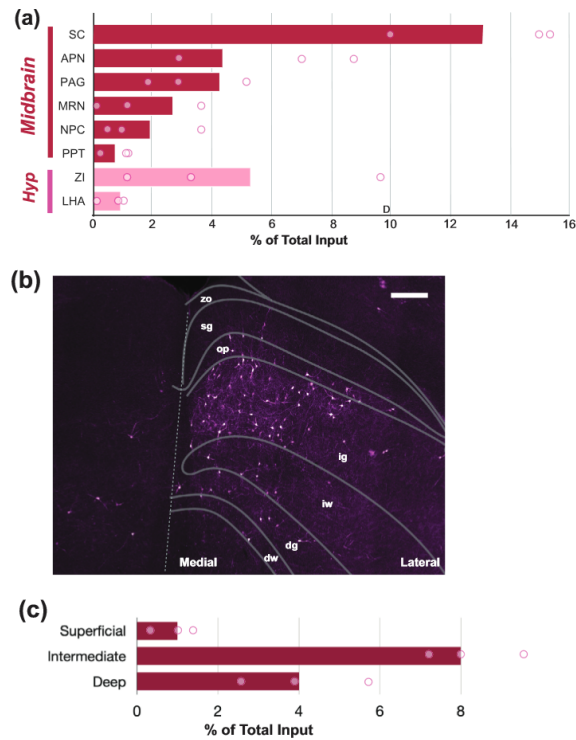 (a)
Midbrain
SC
APN
PAG
MRN
NPC
PPT
Hyp
ZI
LHA
D
0 2 4 6 8 10 12 14 16
% of Total Input
(b)
zo
sg
op
ig
iw
dg
dw
Medial Lateral
(c)
Superficial
Intermediate
Deep
0 2 4 6 8
% of Total Input